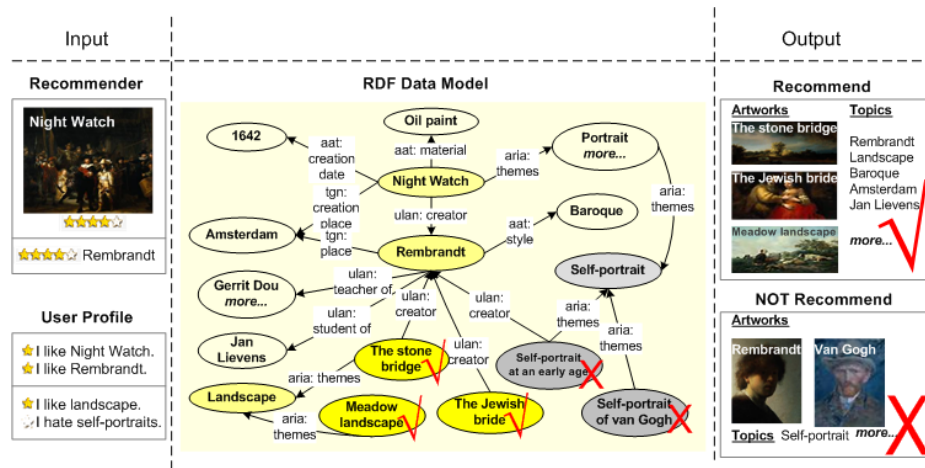 Input
Output
Recommender
Night Watch
Rembrandt
User Profile
I like Night Watch.
I like Rembrandt.
I like landscape.
I hate self-portraits.
RDF Data Model
1642
Oil paint
Portrait
more...
aat:
creation
date
aat: material
aria:
themes
Night Watch
tgn:
creation
place
ulan: creator
aat:
style
Baroque
aria:
themes
Amsterdam
tgn:
place
Rembrandt
Self-portrait
Gerrit Dou
more...
ulan:
teacher of
ulan:
creator
ulan:
creator
aria:
themes
aria:
themes
ulan:
student of
ulan:
creator
Jan
Lievens
The stone
bridge
Self-portrait
at an early age
aria: themes
Landscape
Meadow
landscape
The Jewish
bride
Self-portrait
of van Gogh
aria:
themes
Recommend
Artworks
Topics
The stone bridge
Rembrandt
Landscape
Baroque
Amsterdam
Jan Lievens
The Jewish bride
Meadow landscape
more...
NOT Recommend
Artworks
Rembrandt
Van Gogh
Topics Self-portrait more...